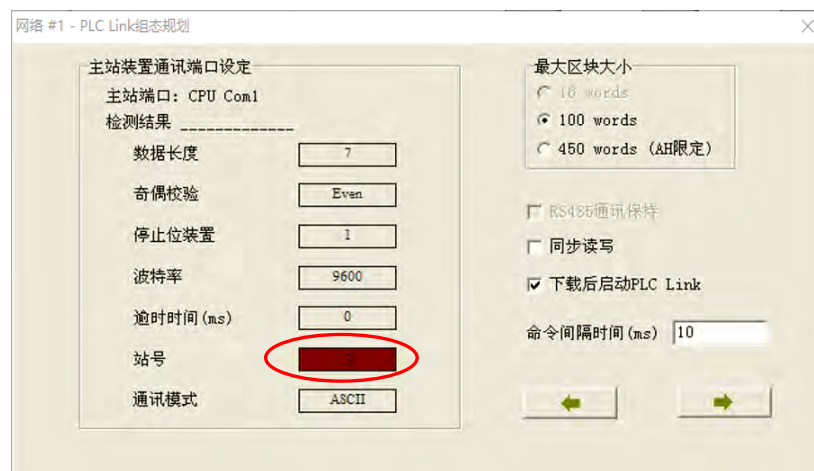 网络 #1 - PLC Link组态规划
主站装置通讯端口设定
主站端口: CPU Com1
检测结果 _____________
数据长度 7
奇偶校验 Even
停止位装置 1
波特率 9600
逾时时间(ms) 0
站号
通讯模式 ASCII
最大区块大小
16 words
100 words
450 words (AH限定)
RS485通讯保持
同步读写
下载后启动PLC Link
命令间隔时间(ms) 10